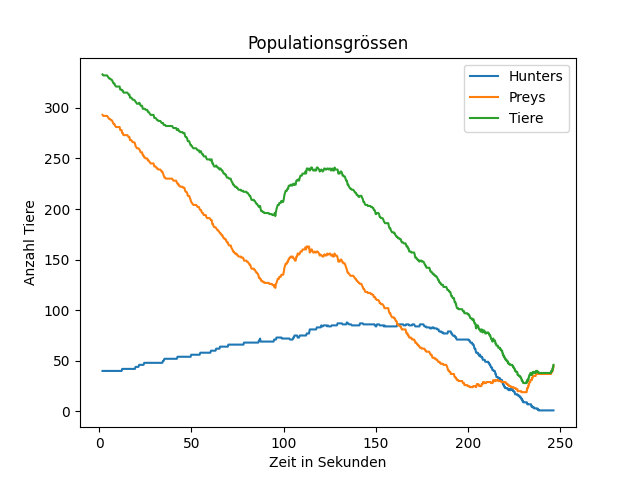 Populationsgrössen
Hunters
Preys
Tiere
Anzahl Tiere
300
250
200
150
100
50
0
0 50 100 150 200 250
Zeit in Sekunden